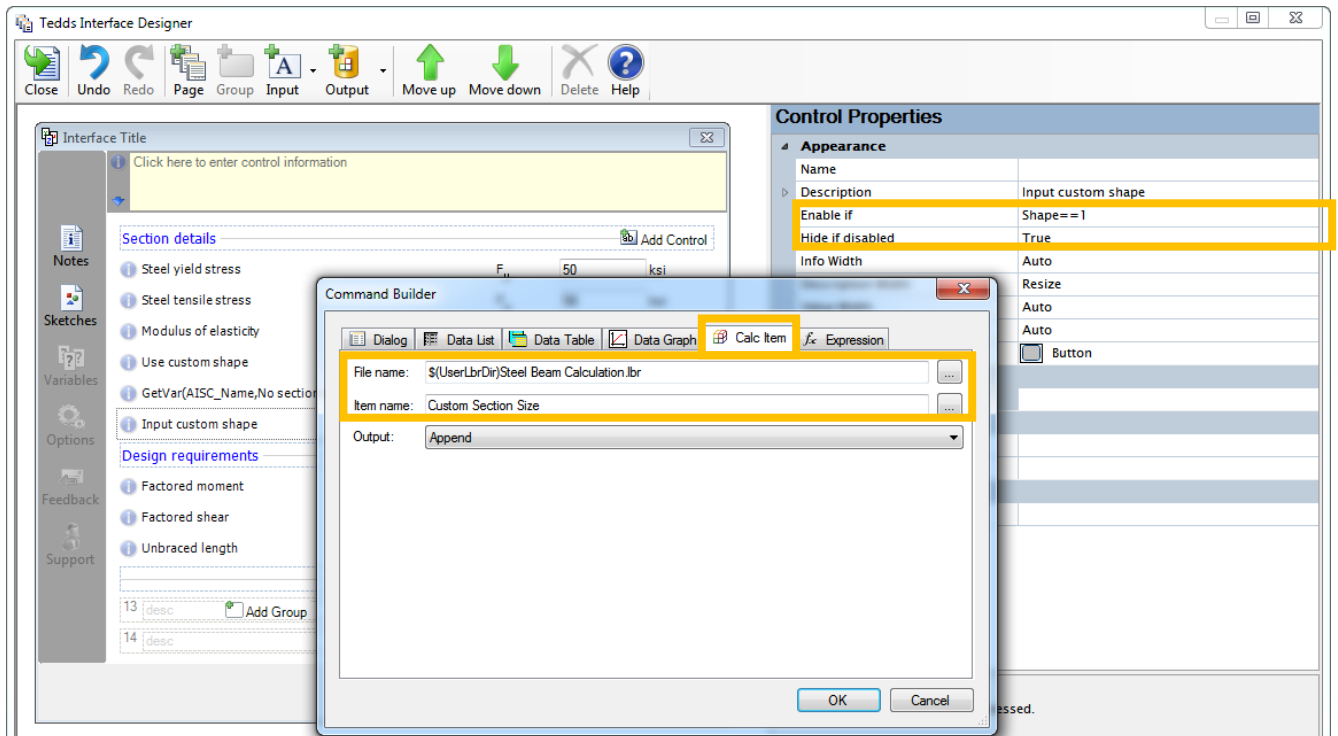 Tedds Interface Designer
Close Undo Redo Page Group Input Output Move up Move down Delete Help
Control Properties
Interface Title
Click here to enter control information
Appearance
Name
Description Input custom shape
Enable if Shape==1
Hide if disabled True
Info Width Auto
Resize
Auto
Auto
Button
Notes
Sketches
Variables
Options
Feedback
Support
Section details Add Control
Steel yield stress 50 ksi
Steel tensile stress
Modulus of elasticity
Use custom shape
GetVar(AISC_Name,No section
Input custom shape
Design requirements
Factored moment
Factored shear
Unbraced length
13 desc Add Group
14 desc
Command Builder
Dialog Data List Data Table Data Graph Calc Item fx Expression
File name: $(UserLbrDir)Steel Beam Calculation.lbr ...
Item name: Custom Section Size ...
Output: Append
OK Cancel
essed.